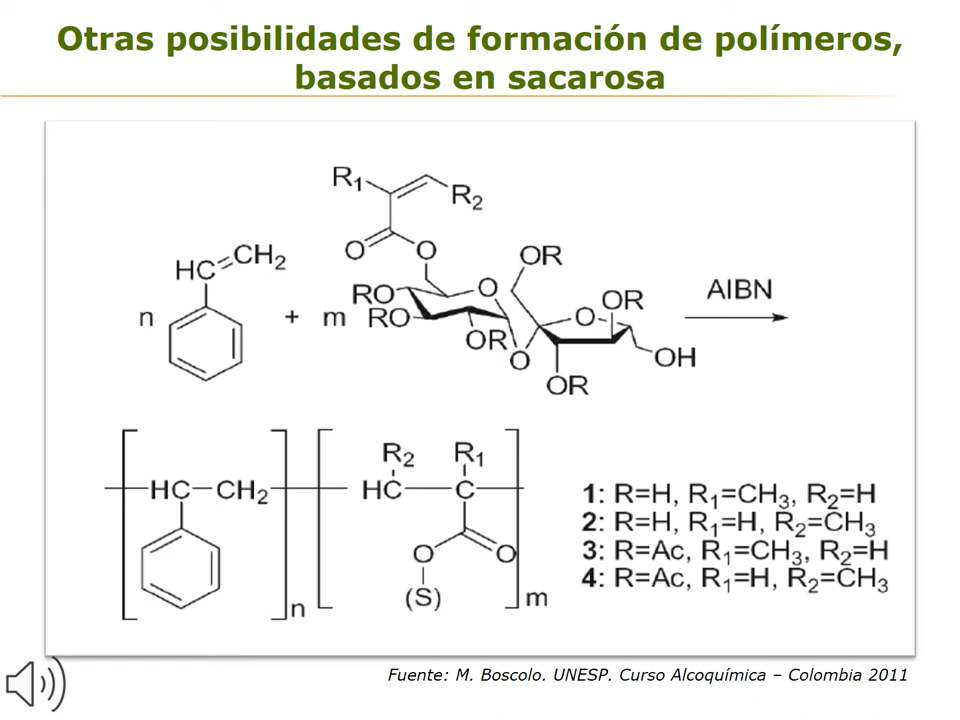 Otras posibilidades de formación de polímeros,
basados en sacarosa
R₁
R₂
O
O
HC
CH₂
OR
RO
O
RO
OR
O
OR
O
OR
OH
n
+ m
AIBN
R₂ R₁
HC
CH₂
HC
C
O
O
(S)
n
m
1: R=H, R₁=CH₃, R₂=H
2: R=H, R₁=H, R₂=CH₃
3: R=Ac, R₁=CH₃, R₂=H
4: R=Ac, R₁=H, R₂=CH₃
Fuente: M. Boscolo. UNESP. Curso Alcoquímica – Colombia 2011